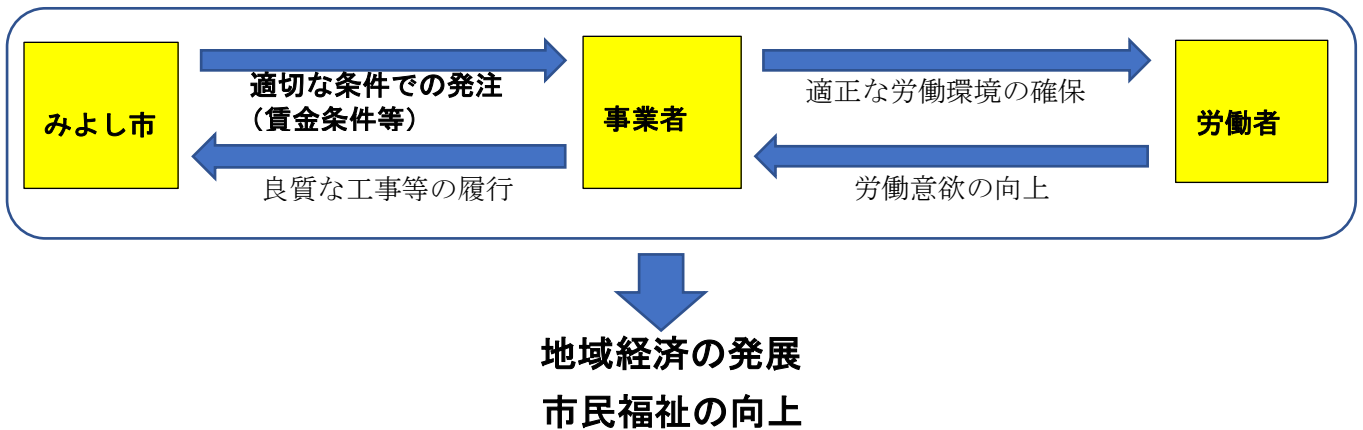 みよし市
適切な条件での発注
（賃金条件等）
良質な工事等の履行
事業者
適正な労働環境の確保
労働意欲の向上
労働者
地域経済の発展
市民福祉の向上